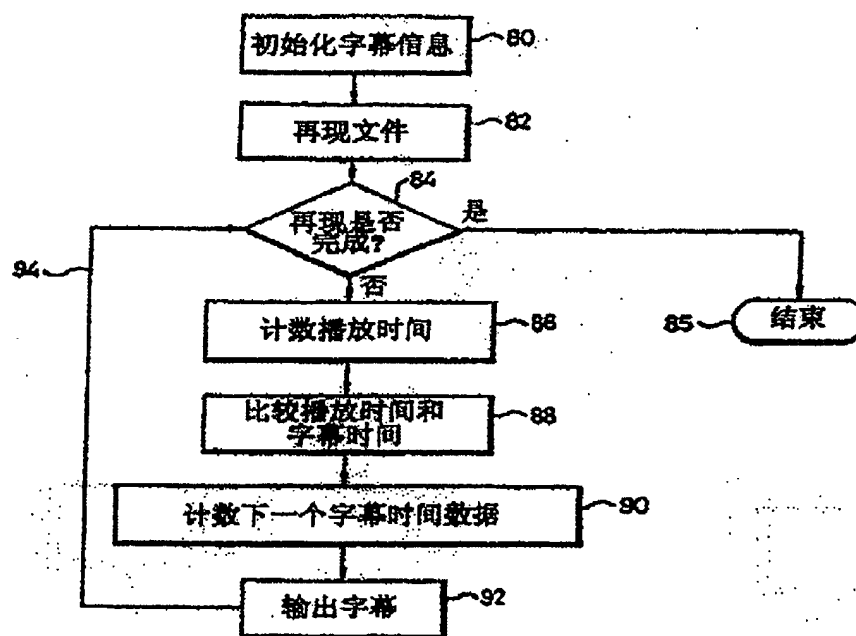 初始化字幕信息
80
再现文件
82
84
再现是否
完成?
是
94
否
计数播放时间
86
85
结束
比较播放时间和
字幕时间
88
计数下一个字幕时间数据
90
输出字幕
92